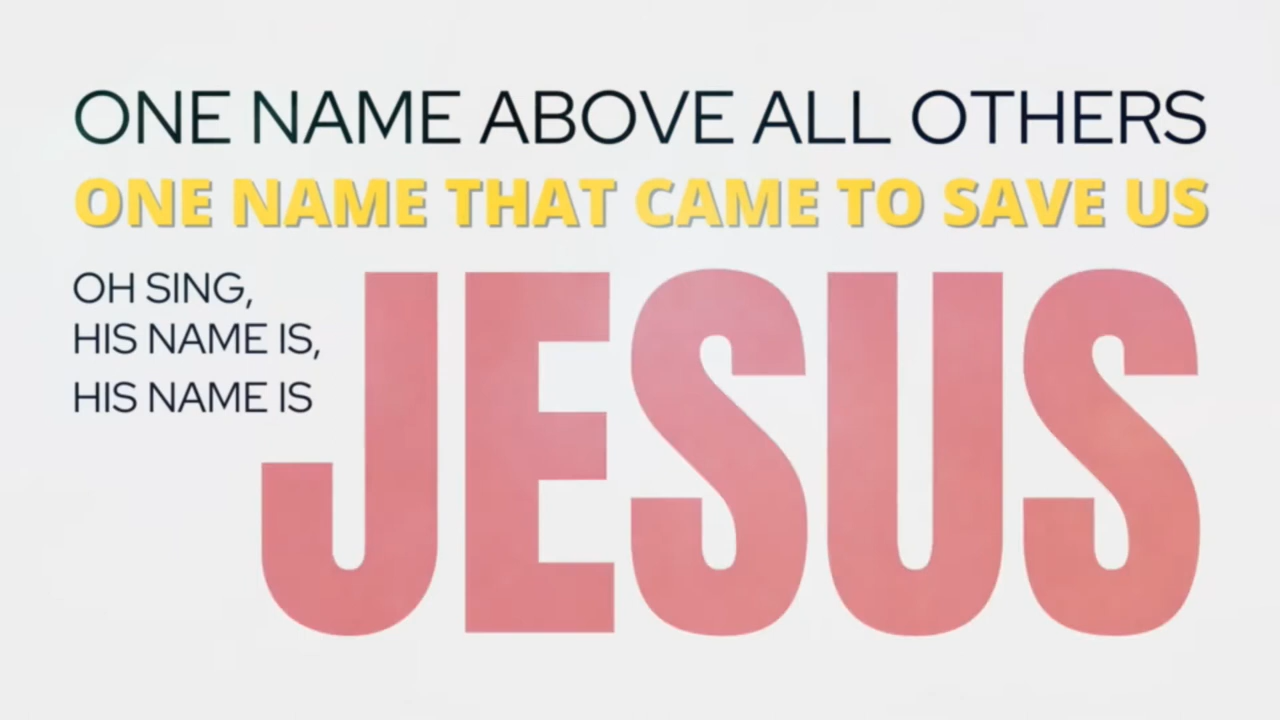 ONE NAME ABOVE ALL OTHERS
ONE NAME THAT CAME TO SAVE US
OH SING,
HIS NAME IS,
HIS NAME IS
JESUS